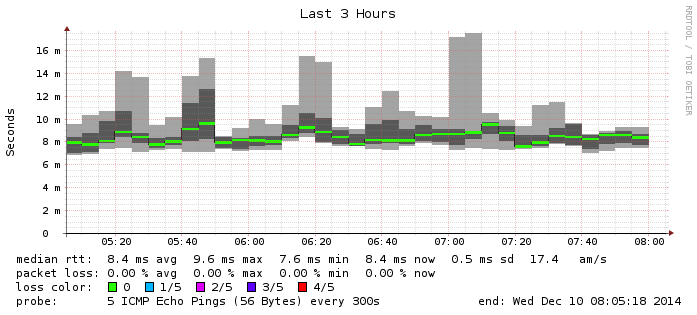 Last 3 Hours
RRDTOOL / TOBI OETIKER
Seconds
16 m
14 m
12 m
10 m
8 m
6 m
4 m
2 m
0
05:20 05:40 06:00 06:20 06:40 07:00 07:20 07:40 08:00
median rtt: 8.4 ms avg 9.6 ms max 7.6 ms min 8.4 ms now 0.5 ms sd 17.4 am/s
packet loss: 0.00 % avg 0.00 % max 0.00 % min 0.00 % now
loss color: 0 1/5 2/5 3/5 4/5
probe: 5 ICMP Echo Pings (56 Bytes) every 300s end: Wed Dec 10 08:05:18 2014